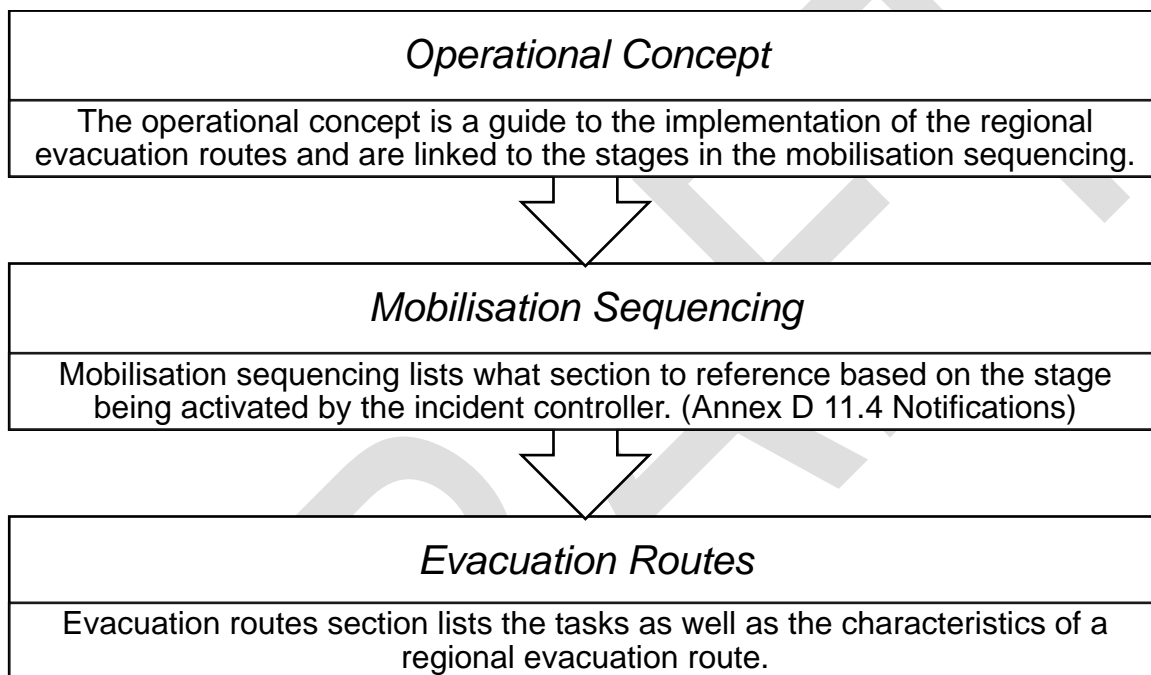 Operational Concept
The operational concept is a guide to the implementation of the regional
evacuation routes and are linked to the stages in the mobilisation sequencing.
Mobilisation Sequencing
Mobilisation sequencing lists what section to reference based on the stage
being activated by the incident controller. (Annex D 11.4 Notifications)
Evacuation Routes
Evacuation routes section lists the tasks as well as the characteristics of a
regional evacuation route.